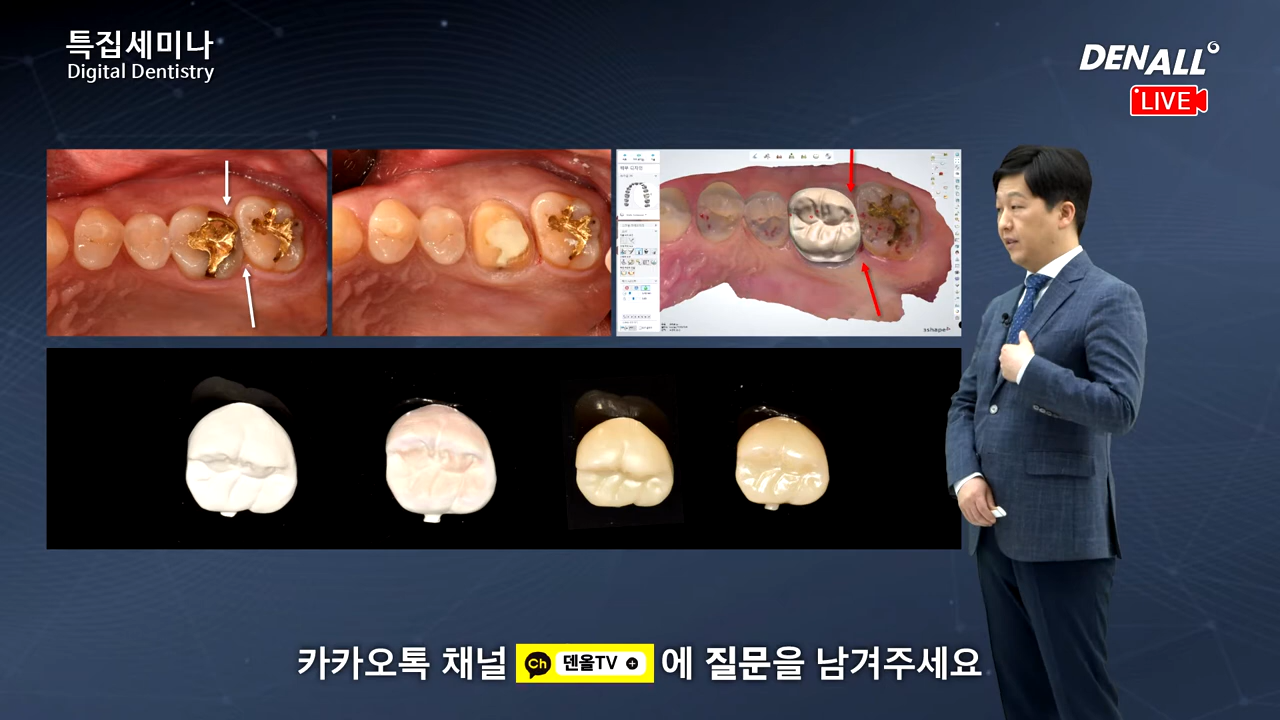 특집세미나
Digital Dentistry
DENALL
LIVE
3shape
카카오톡 채널 Ch 덴올TV + 에 질문을 남겨주세요